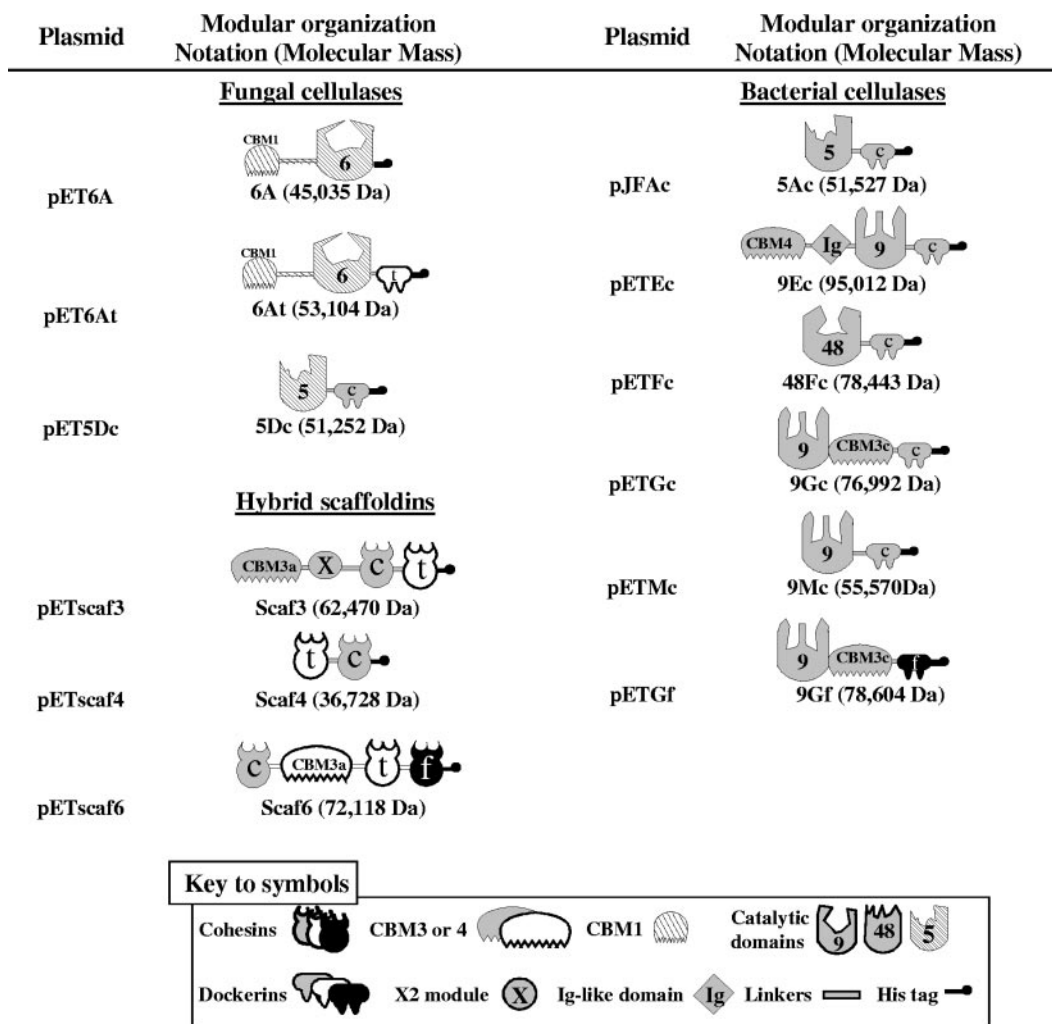 Plasmid
Modular organization
Notation (Molecular Mass)
Fungal cellulases
CBM1
6
pET6A
6A (45,035 Da)
CBM1
6
t
pET6At
6At (53,104 Da)
5
c
pET5Dc
5Dc (51,252 Da)
Hybrid scaffoldins
CBM3a
X
c
t
pETscaf3
Scaf3 (62,470 Da)
t
c
pETscaf4
Scaf4 (36,728 Da)
c
CBM3a
t
f
pETscaf6
Scaf6 (72,118 Da)
Plasmid
Modular organization
Notation (Molecular Mass)
Bacterial cellulases
5
c
pJFAc
5Ac (51,527 Da)
CBM4
Ig
9
c
pETEc
9Ec (95,012 Da)
48
c
pETFc
48Fc (78,443 Da)
9
CBM3c
c
pETGc
9Gc (76,992 Da)
9
c
pETMc
9Mc (55,570Da)
9
CBM3c
f
pETGf
9Gf (78,604 Da)
Key to symbols
Cohesins
CBM3 or 4
CBM1
Catalytic
domains
9
48
5
Dockerins
X2 module
X
Ig-like domain
Ig
Linkers
His tag